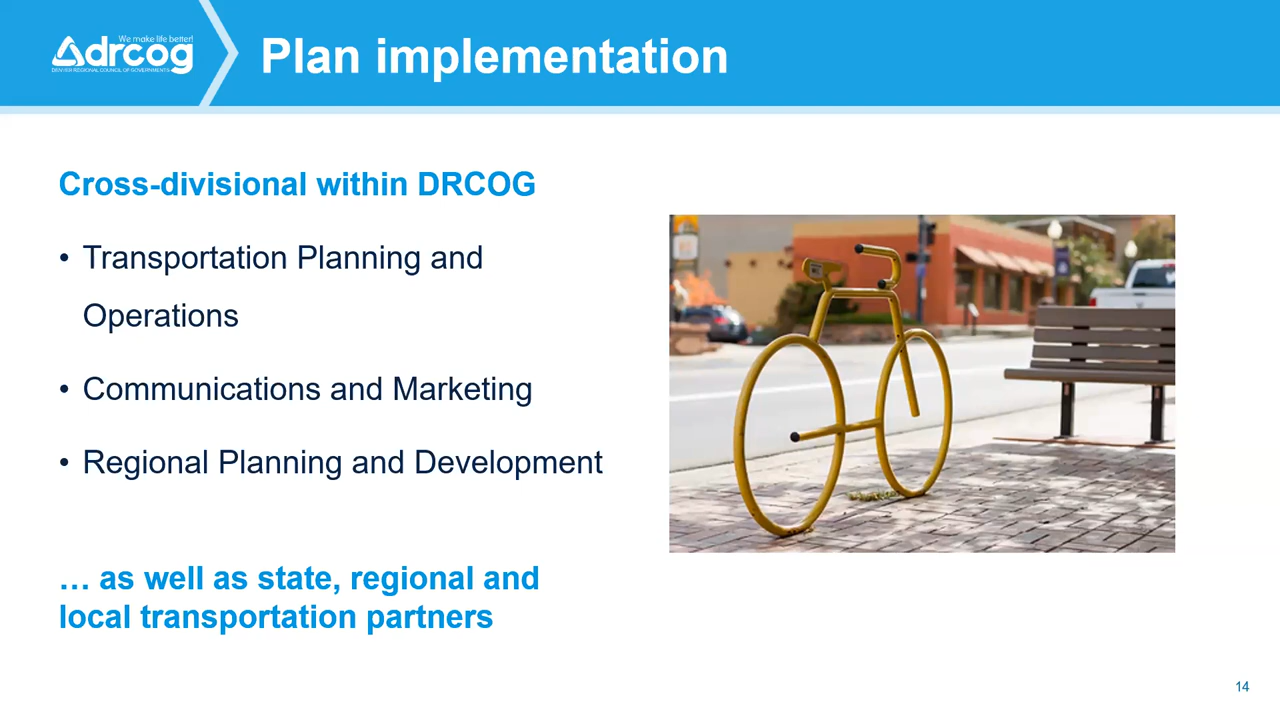 We make life better!
drcog
DENVER REGIONAL COUNCIL OF GOVERNMENTS
Plan implementation
Cross-divisional within DRCOG
• Transportation Planning and
Operations
• Communications and Marketing
• Regional Planning and Development
… as well as state, regional and
local transportation partners
14